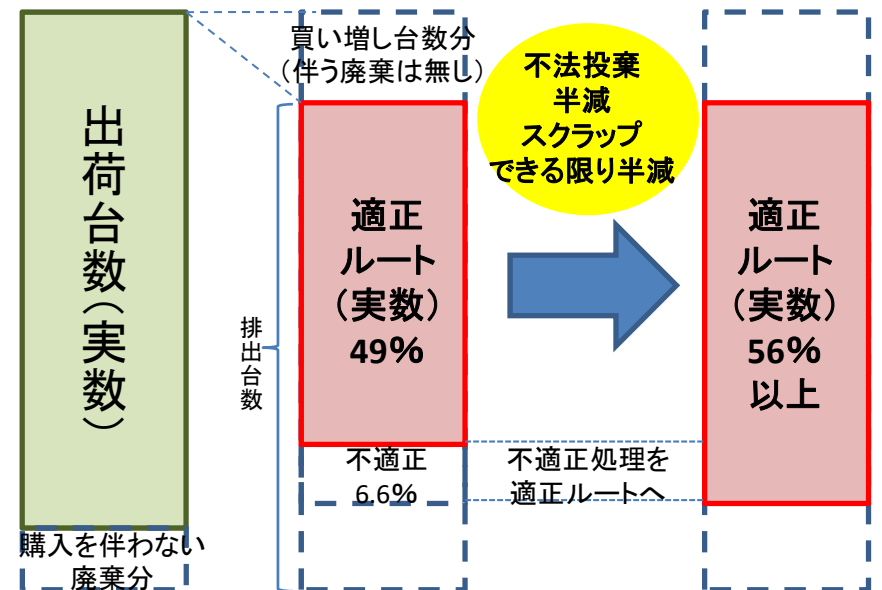 出荷台数(実数)
購入を伴わない
廃棄分
買い増し台数分
(伴う廃棄は無し)
排出台数
適正
ルート
(実数)
49%
不適正
6.6%
不法投棄
半減
スクラップ
できる限り半減
不適正処理を
適正ルートへ
適正
ルート
(実数)
56%
以上